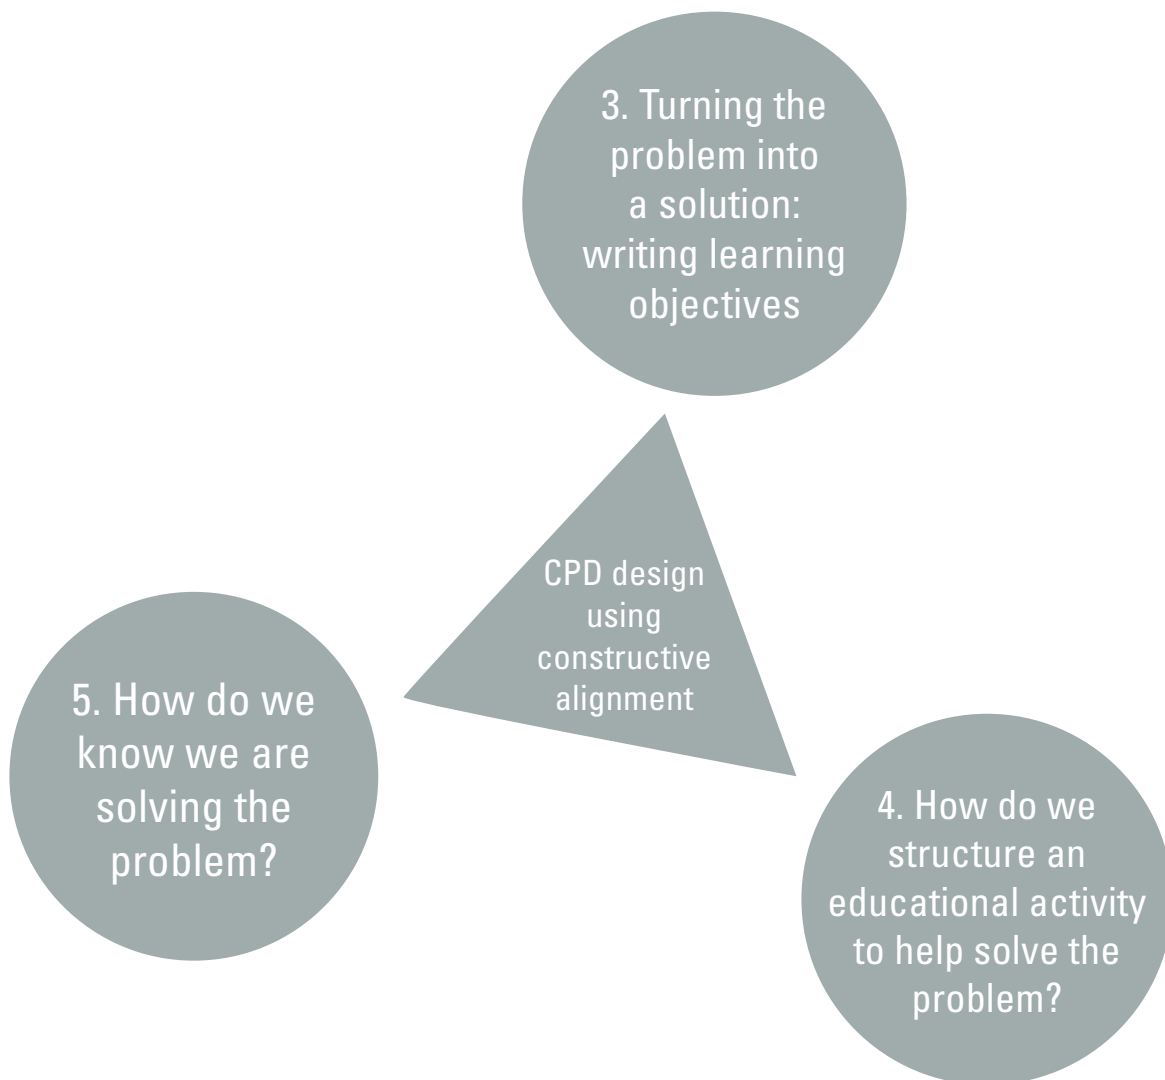 3. Turning the
problem into
a solution:
writing learning
objectives
CPD design
using
constructive
alignment
5. How do we
know we are
solving the
problem?
4. How do we
structure an
educational activity
to help solve the
problem?